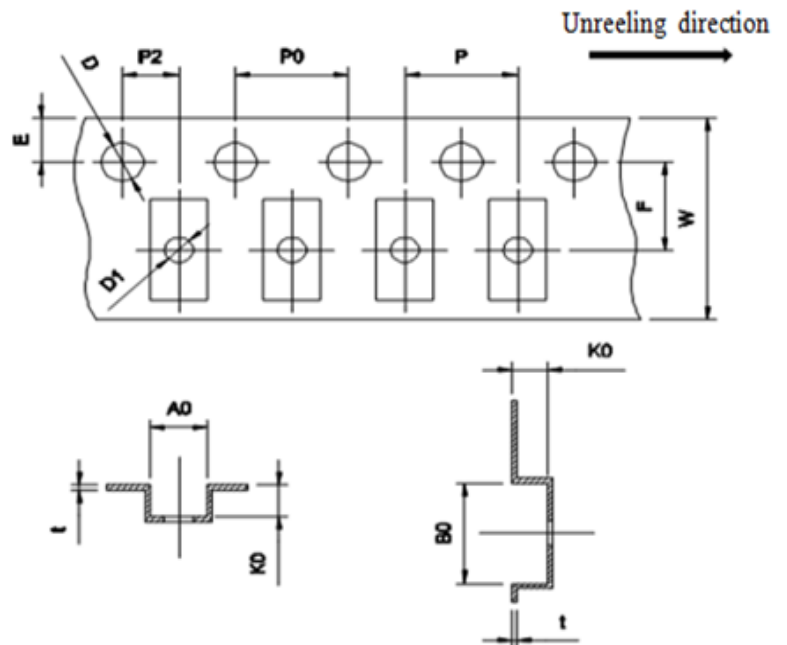 Unreeling direction
D
P2
P0
P
E
F
W
D1
K0
A0
t
K0
B0
t